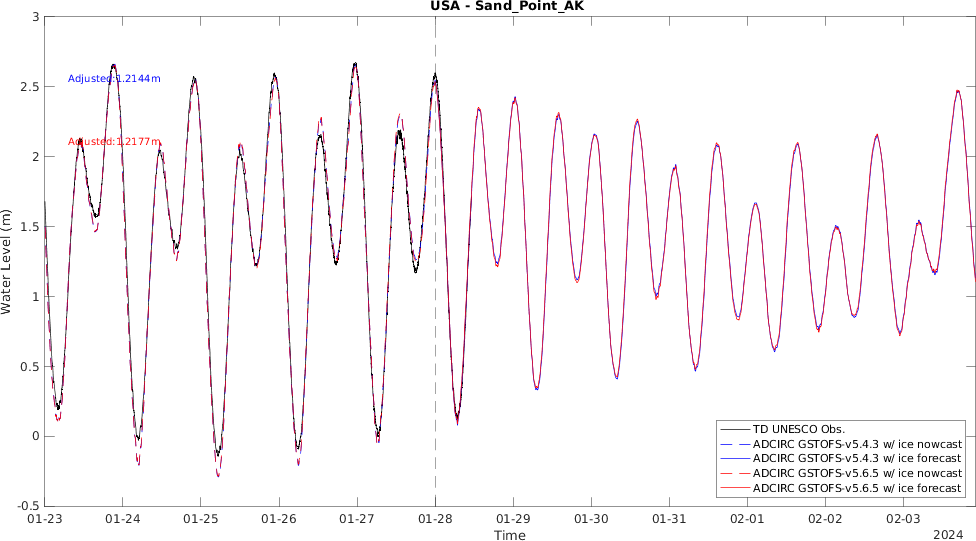 USA - Sand_Point_AK
3
2.5
2
1.5
1
0.5
0
-0.5
Water Level (m)
Adjusted:1.2144m
Adjusted:1.2177m
TD UNESCO Obs.
ADCIRC GSTOFS-v5.4.3 w/ ice nowcast
ADCIRC GSTOFS-v5.4.3 w/ ice forecast
ADCIRC GSTOFS-v5.6.5 w/ ice nowcast
ADCIRC GSTOFS-v5.6.5 w/ ice forecast
01-23 01-24 01-25 01-26 01-27 01-28 01-29 01-30 01-31 02-01 02-02 02-03
Time
2024